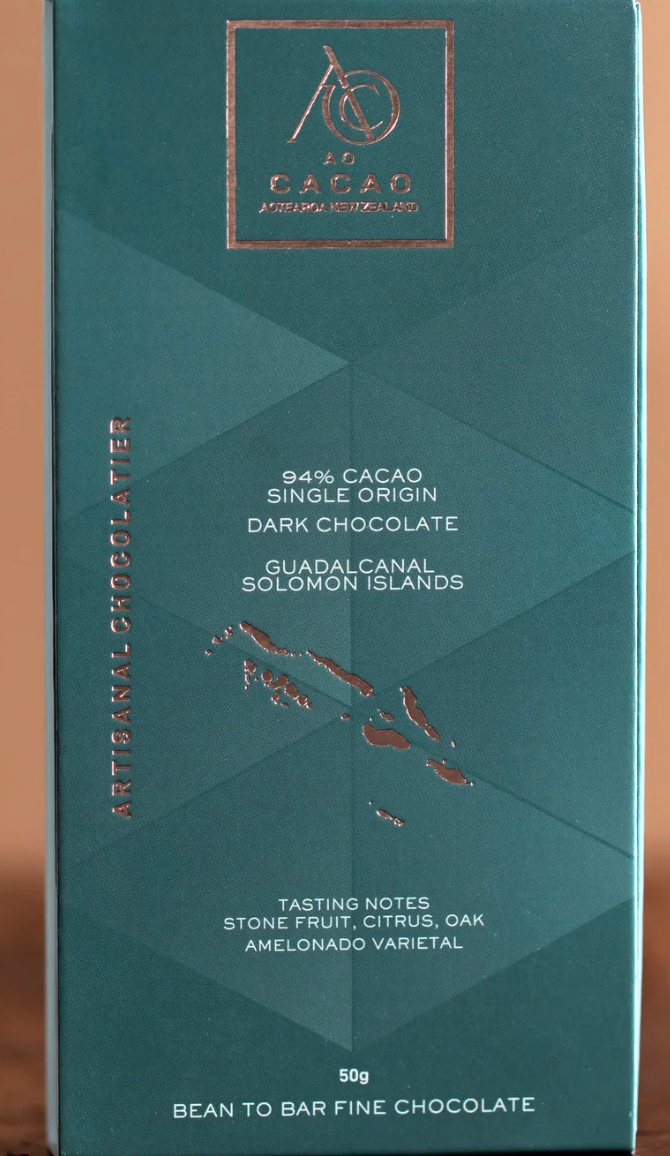 AO
CACAO
AOTEAROA NEW ZEALAND
ARTISANAL CHOCOLATIER
94% CACAO
SINGLE ORIGIN
DARK CHOCOLATE
GUADALCANAL
SOLOMON ISLANDS
TASTING NOTES
STONE FRUIT, CITRUS, OAK
AMELONADO VARIETAL
50g
BEAN TO BAR FINE CHOCOLATE